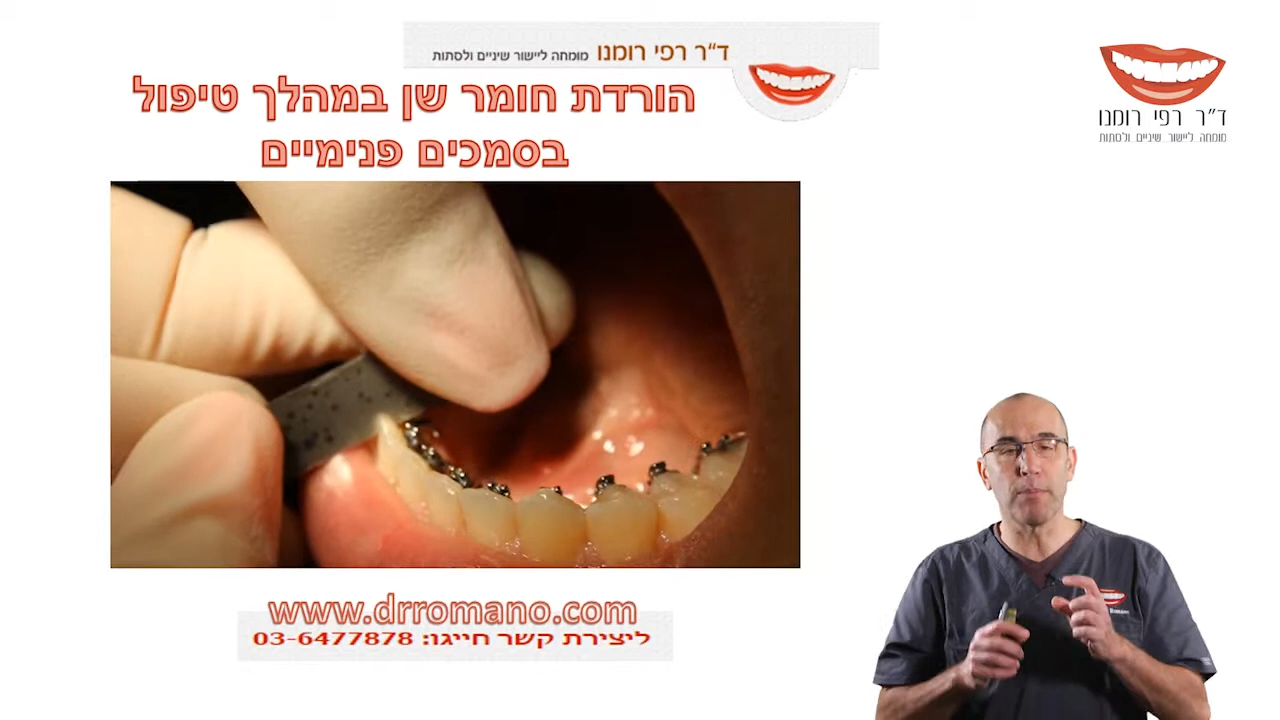 ד"ר רפי רומנו מומחה ליישור שיניים ולסתות
הורדת חומר שן במהלך טיפול
בסמכים פנימיים
www.drromano.com
ליצירת קשר חייגו: 03-6477878
ד"ר רפי רומנו
מומחה ליישור שיניים ולסתות